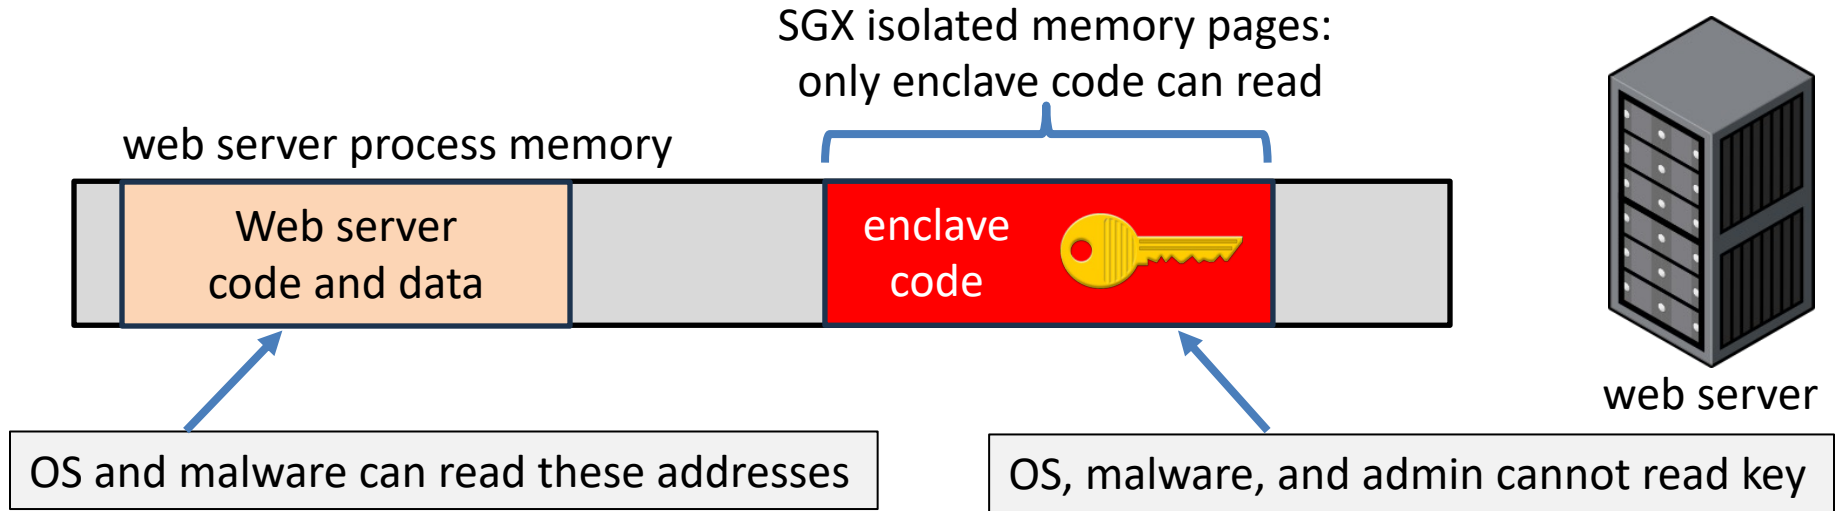 SGX isolated memory pages:
only enclave code can read
web server process memory
Web server
code and data
enclave
code
web server
OS and malware can read these addresses
OS, malware, and admin cannot read key